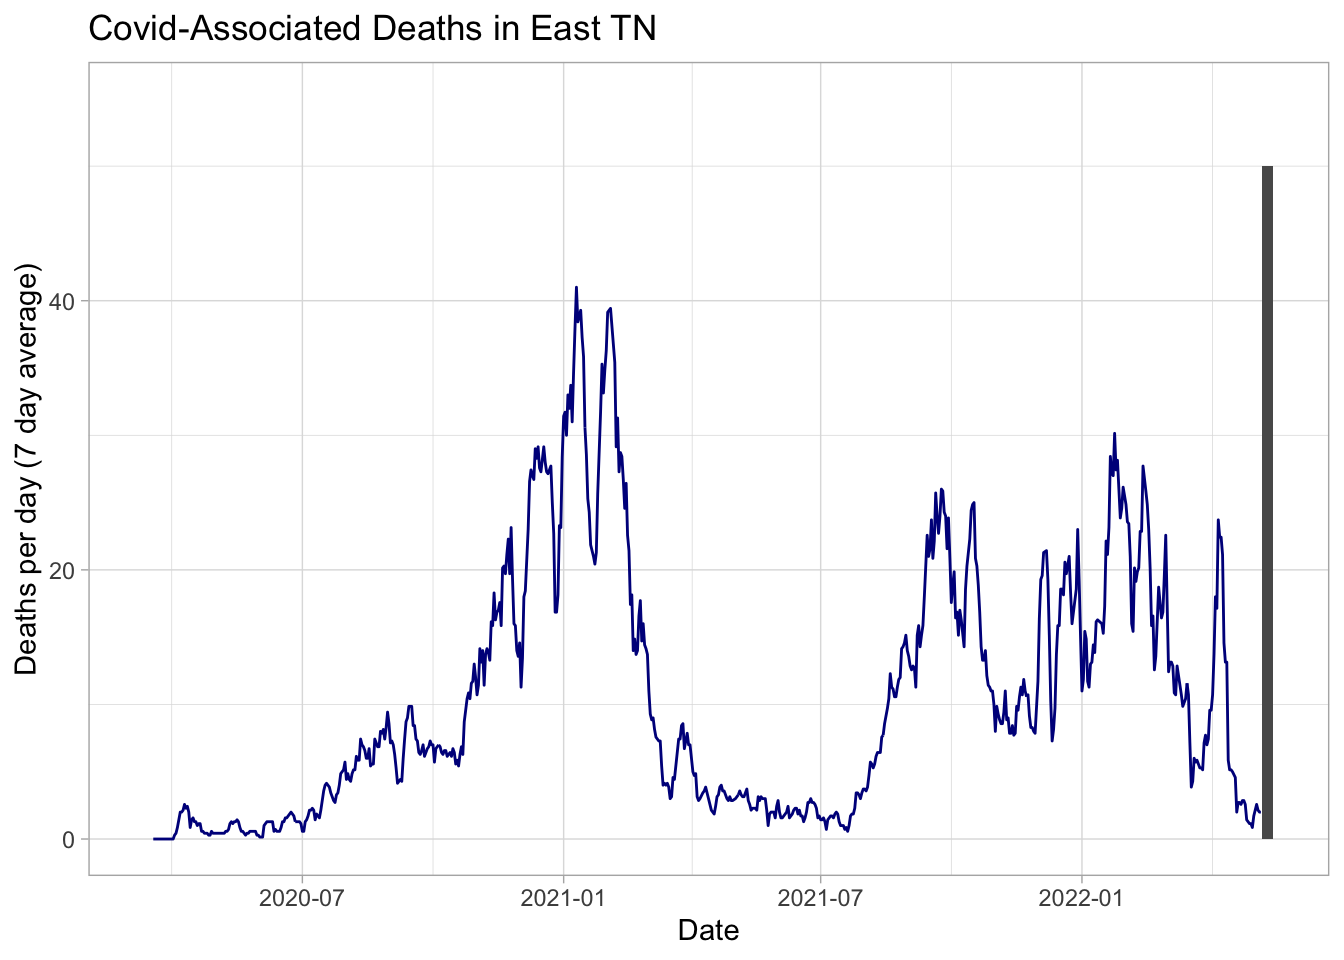 Covid-Associated Deaths in East TN
Deaths per day (7 day average)
40
20
0
2020-07
2021-01
2021-07
2022-01
Date